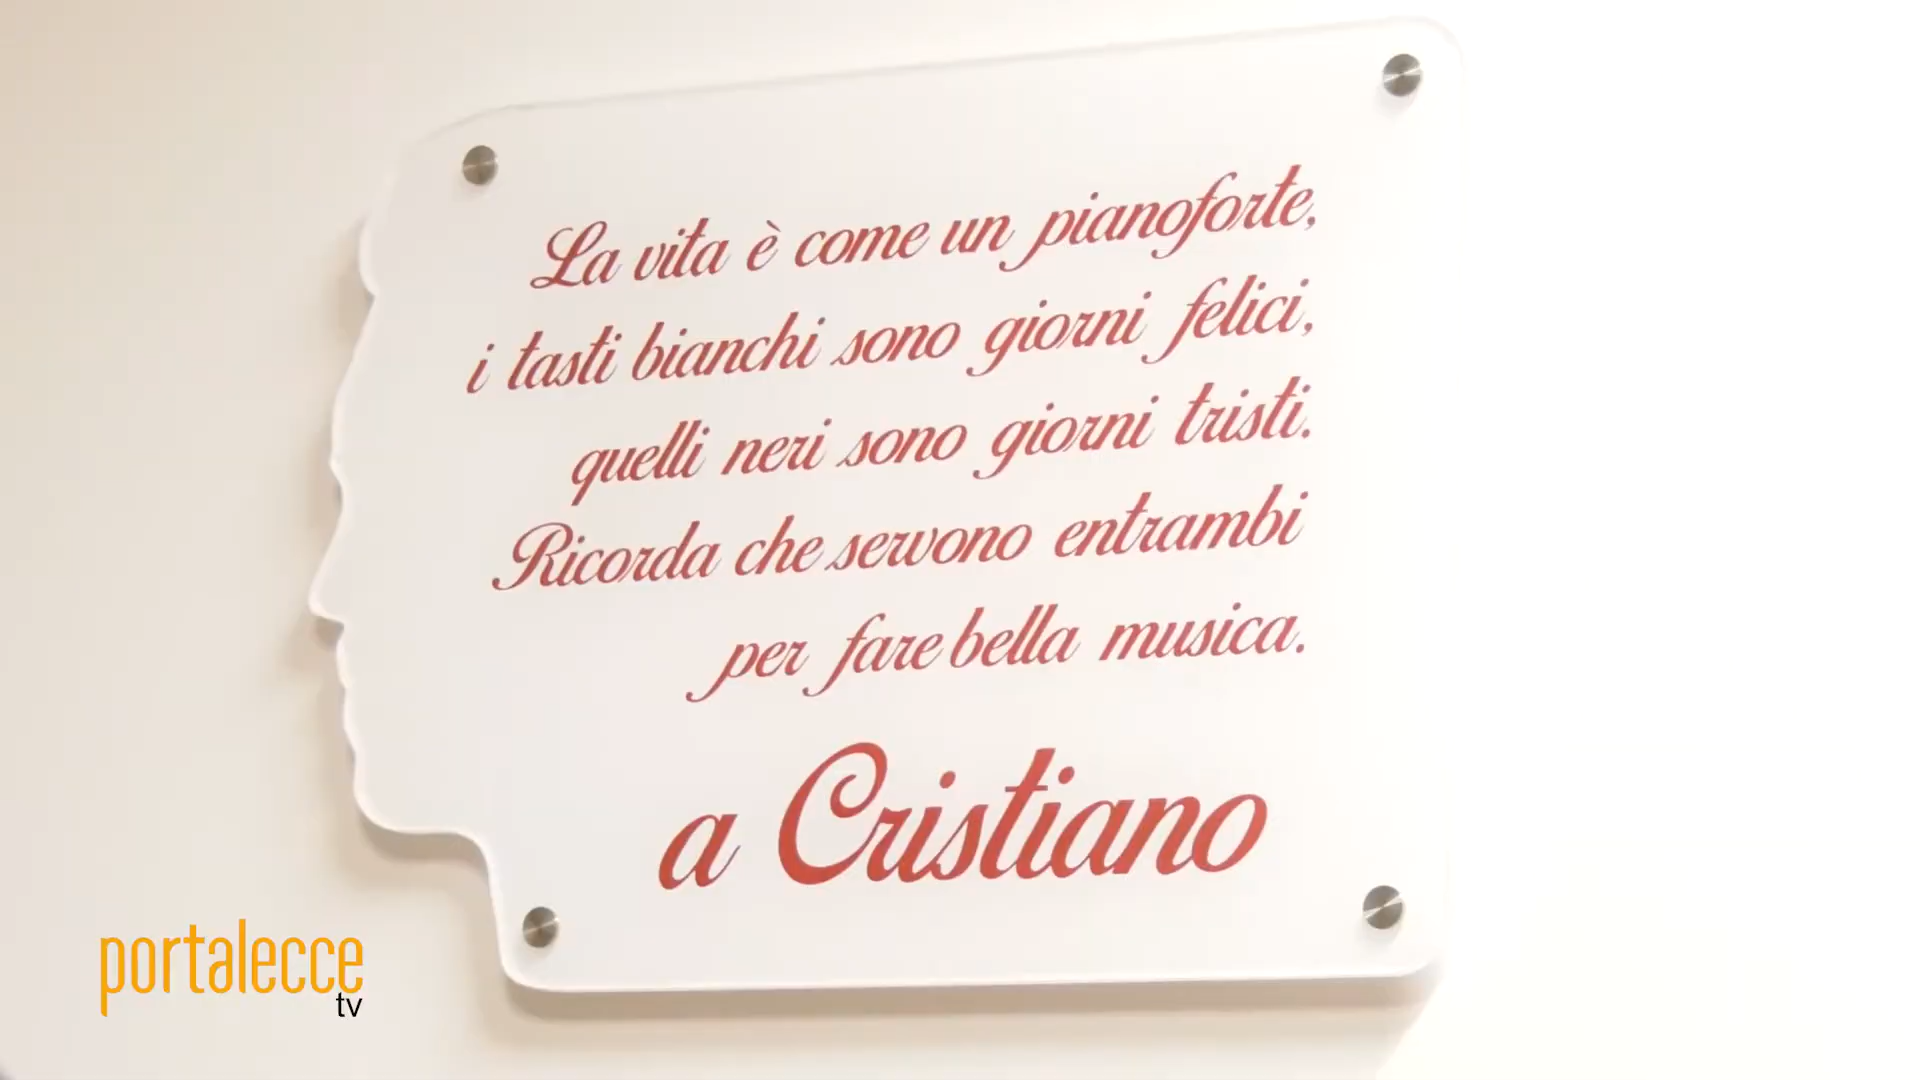 La vita è come un pianoforte,
i tasti bianchi sono giorni felici,
quelli neri sono giorni tristi.
Ricorda che servono entrambi
per fare bella musica.
a Cristiano
portalecce
tv